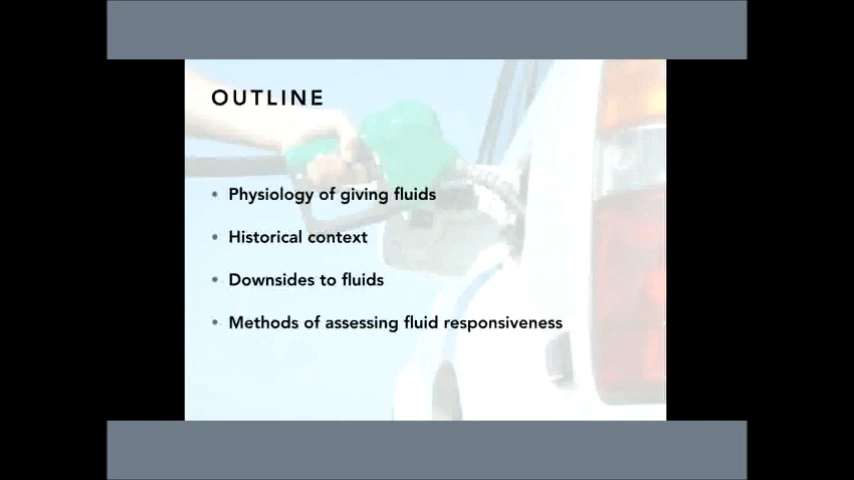 OUTLINE
• Physiology of giving fluids
• Historical context
• Downsides to fluids
• Methods of assessing fluid responsiveness